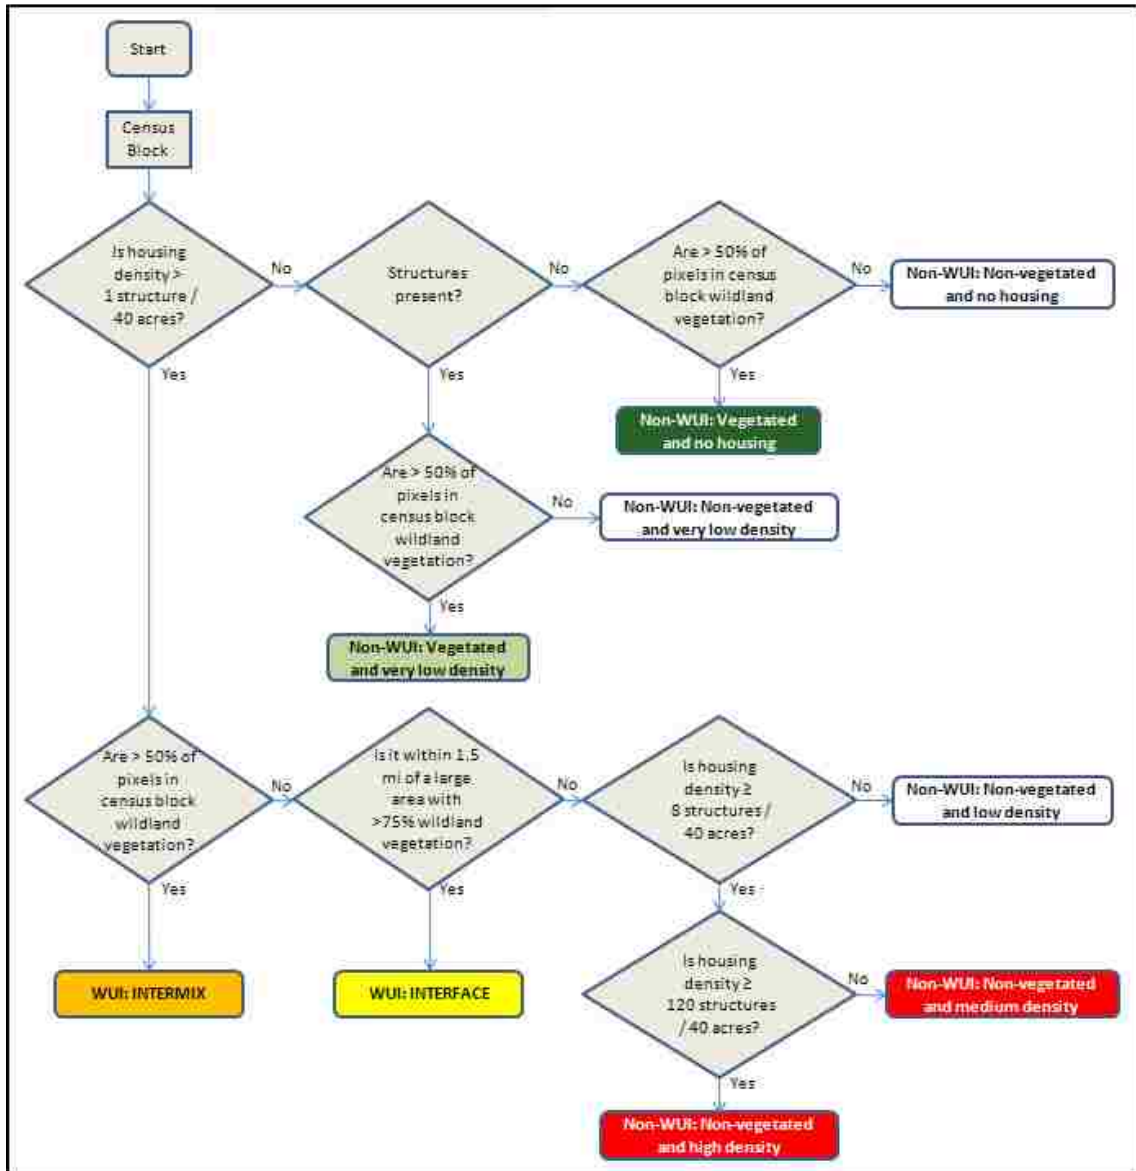 Start
Census
Block
Is housing
density >
1 structure /
40 acres?
No
Yes
Structures
present?
No
Yes
Are > 50% of
pixels in census
block wildland
vegetation?
No
Yes
Non-WUI: Non-vegetated
and no housing
Non-WUI: Vegetated
and no housing
Are > 50% of
pixels in
census block
wildland
vegetation?
No
Yes
Non-WUI: Non-vegetated
and very low density
Non-WUI: Vegetated
and very low density
Are > 50% of
pixels in
census block
wildland
vegetation?
No
Yes
Is it within 1.5
mi of a large
area with
>75% wildland
vegetation?
No
Yes
Is housing
density ≥
8 structures /
40 acres?
No
Yes
Non-WUI: Non-vegetated
and low density
WUI: INTERMIX
WUI: INTERFACE
Is housing
density ≥
120 structures
/ 40 acres?
No
Yes
Non-WUI: Non-vegetated
and medium density
Non-WUI: Non-vegetated
and high density